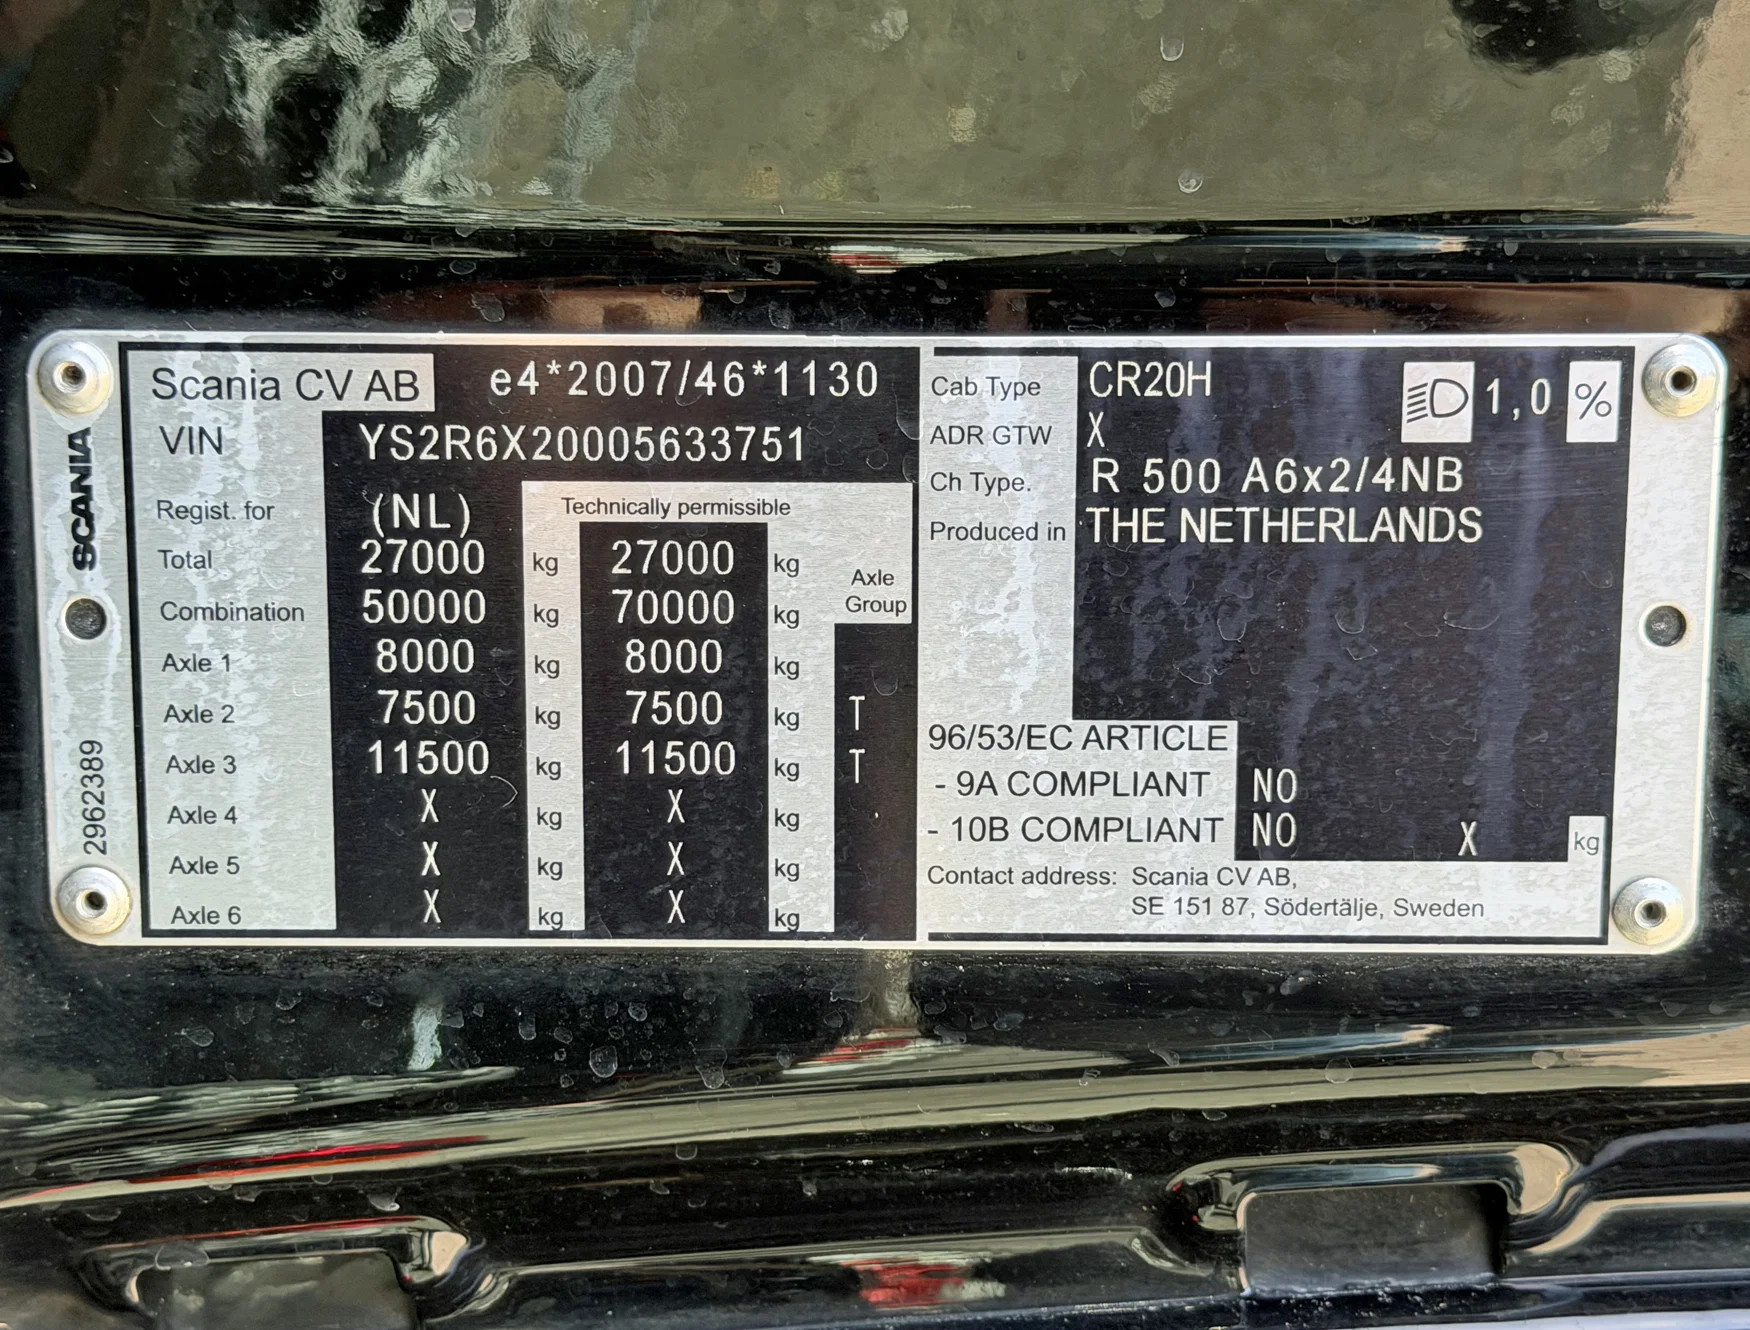 SCANIA
2962389
Scania CV AB e4*2007/46*1130
VIN YS2R6X20005633751
Regist. for (NL) Technically permissible
Total 27000 kg 27000 kg
Axle Group
Combination 50000 kg 70000 kg
Axle 1 8000 kg 8000 kg
Axle 2 7500 kg 7500 kg T
Axle 3 11500 kg 11500 kg T
Axle 4 X kg X kg
Axle 5 X kg X kg
Axle 6 X kg X kg
Cab Type CR20H 1,0 %
ADR GTW X
Ch Type. R 500 A6x2/4NB
Produced in THE NETHERLANDS
96/53/EC ARTICLE
- 9A COMPLIANT NO
- 10B COMPLIANT NO X kg
Contact address: Scania CV AB,
SE 151 87, Södertälje, Sweden